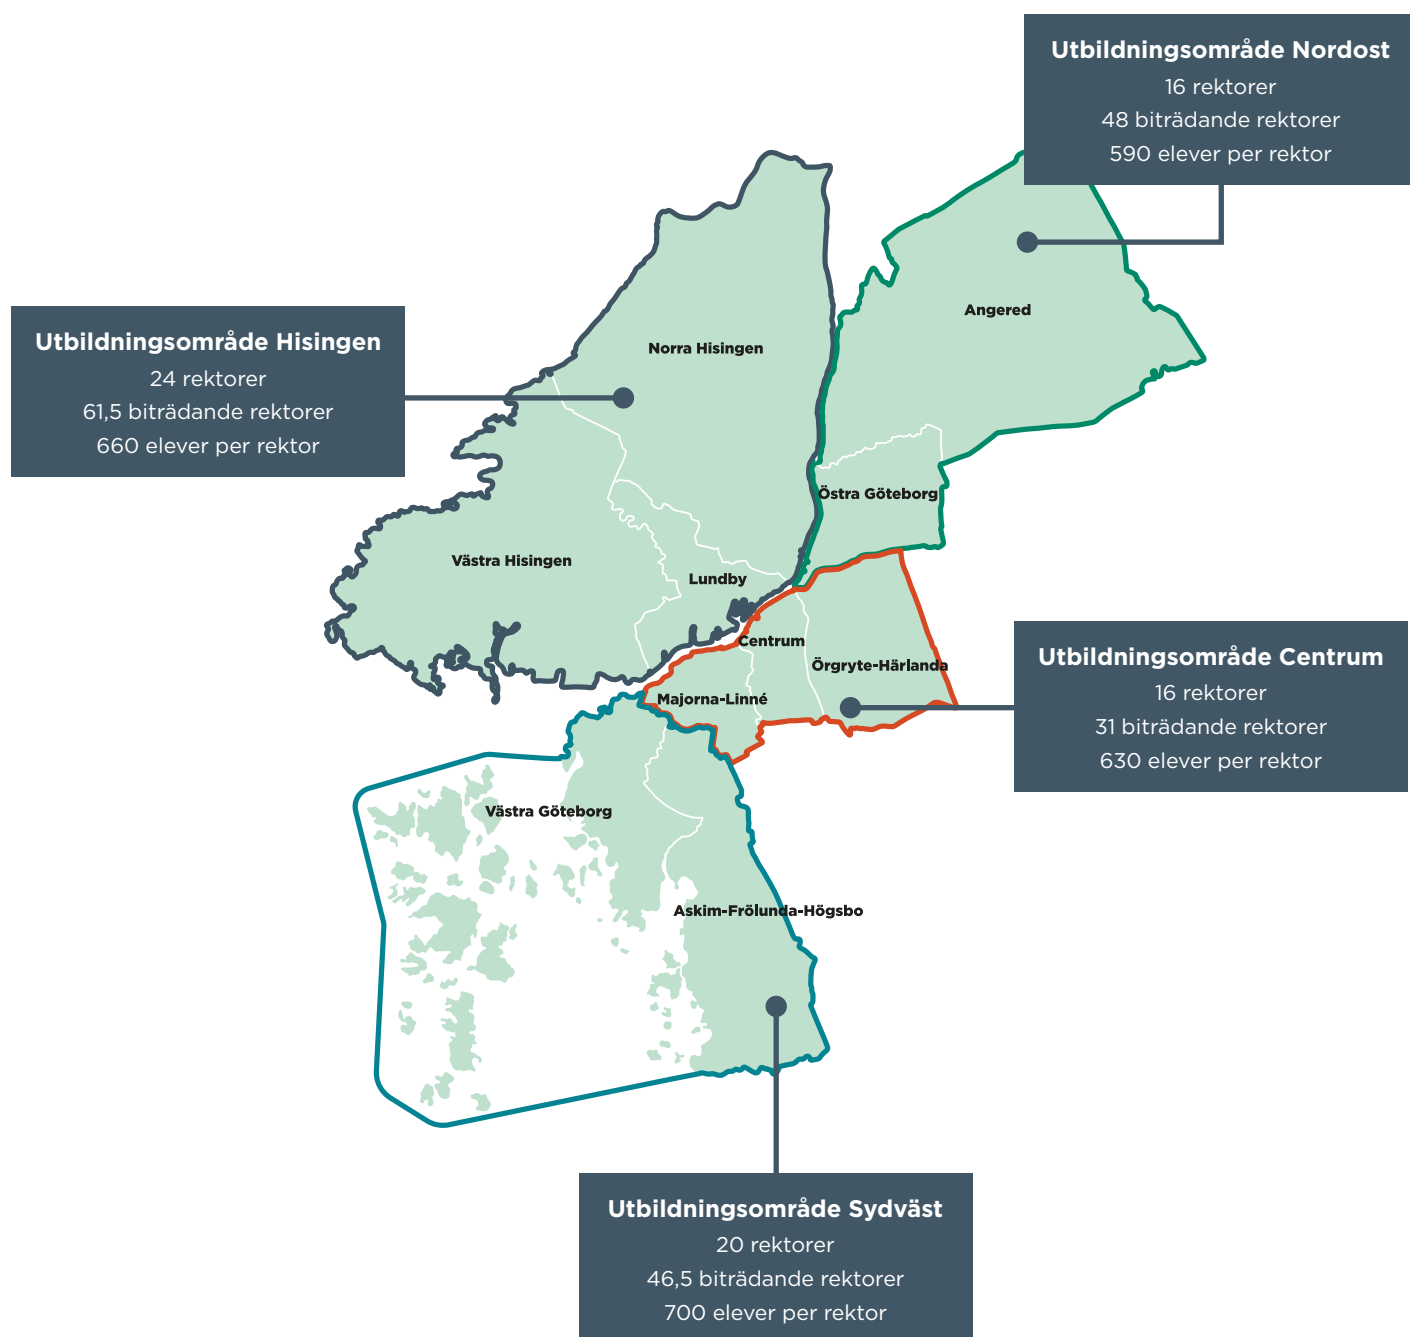 Utbildningsområde Nordost
16 rektorer
48 biträdande rektorer
590 elever per rektor
Angered
Utbildningsområde Hisingen
24 rektorer
61,5 biträdande rektorer
660 elever per rektor
Norra Hisingen
Östra Göteborg
Västra Hisingen
Lundby
Centrum
Örgryte-Härlanda
Majorna-Linné
Utbildningsområde Centrum
16 rektorer
31 biträdande rektorer
630 elever per rektor
Västra Göteborg
Askim-Frölunda-Högsbo
Utbildningsområde Sydväst
20 rektorer
46,5 biträdande rektorer
700 elever per rektor